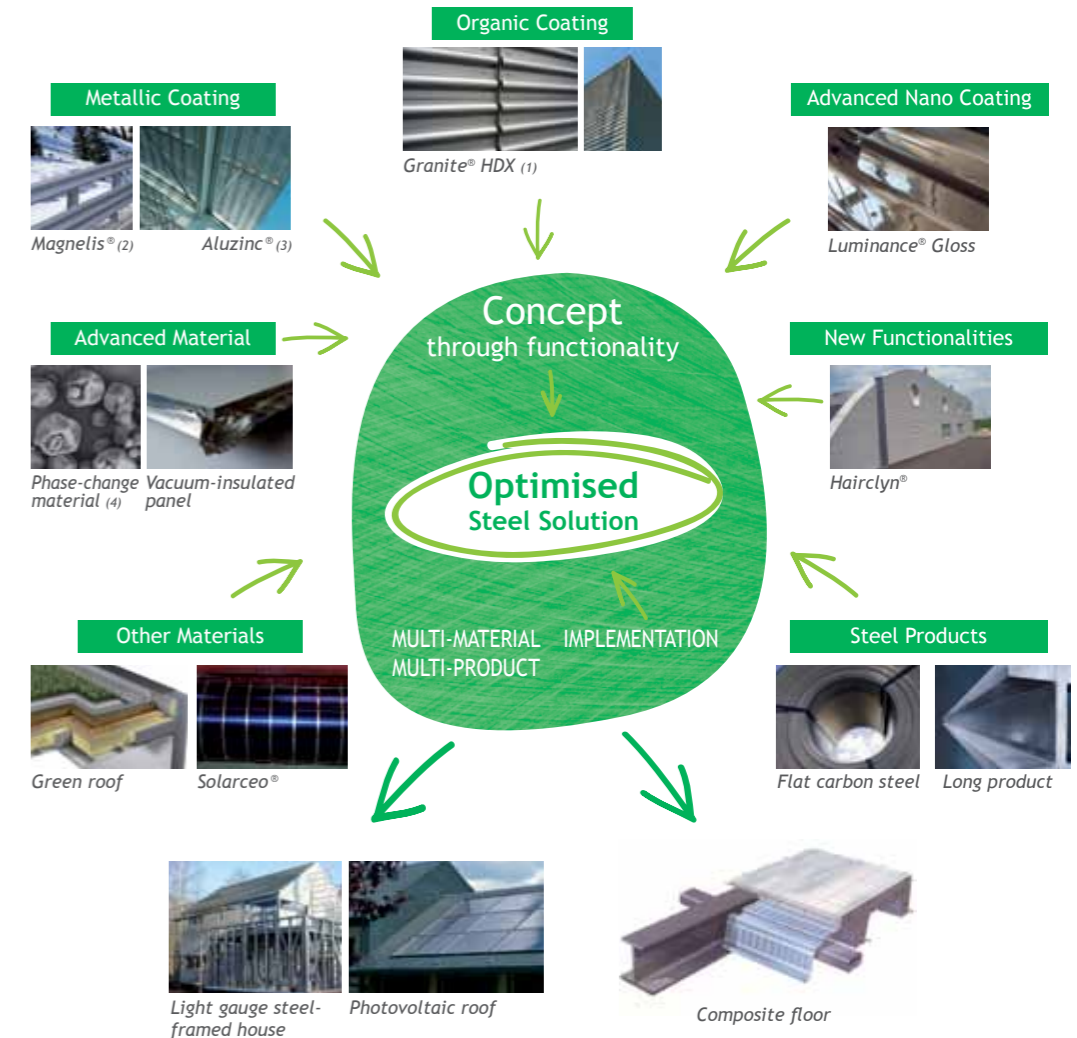 Organic Coating
Granite® HDX (1)
Metallic Coating
Magnelis® (2)
Aluzinc® (3)
Advanced Nano Coating
Luminance® Gloss
Concept
through functionality
Optimised
Steel Solution
MULTI-MATERIAL
MULTI-PRODUCT
IMPLEMENTATION
Advanced Material
Phase-change
material (4)
Vacuum-insulated
panel
New Functionalities
Hairclyn®
Other Materials
Green roof
Solarceo®
Steel Products
Flat carbon steel
Long product
Light gauge steel-
framed house
Photovoltaic roof
Composite floor